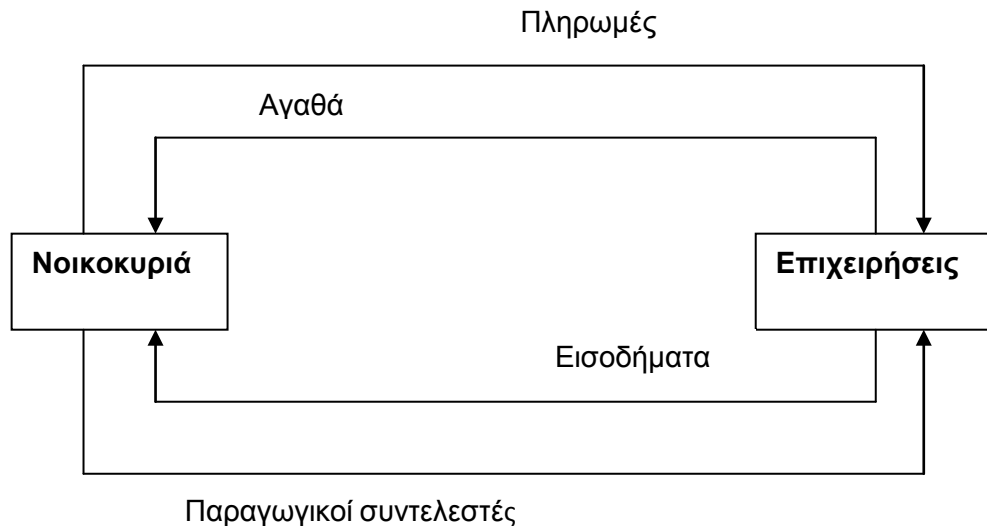 Πληρωμές
Αγαθά
Νοικοκυριά
Επιχειρήσεις
Εισοδήματα
Παραγωγικοί συντελεστές